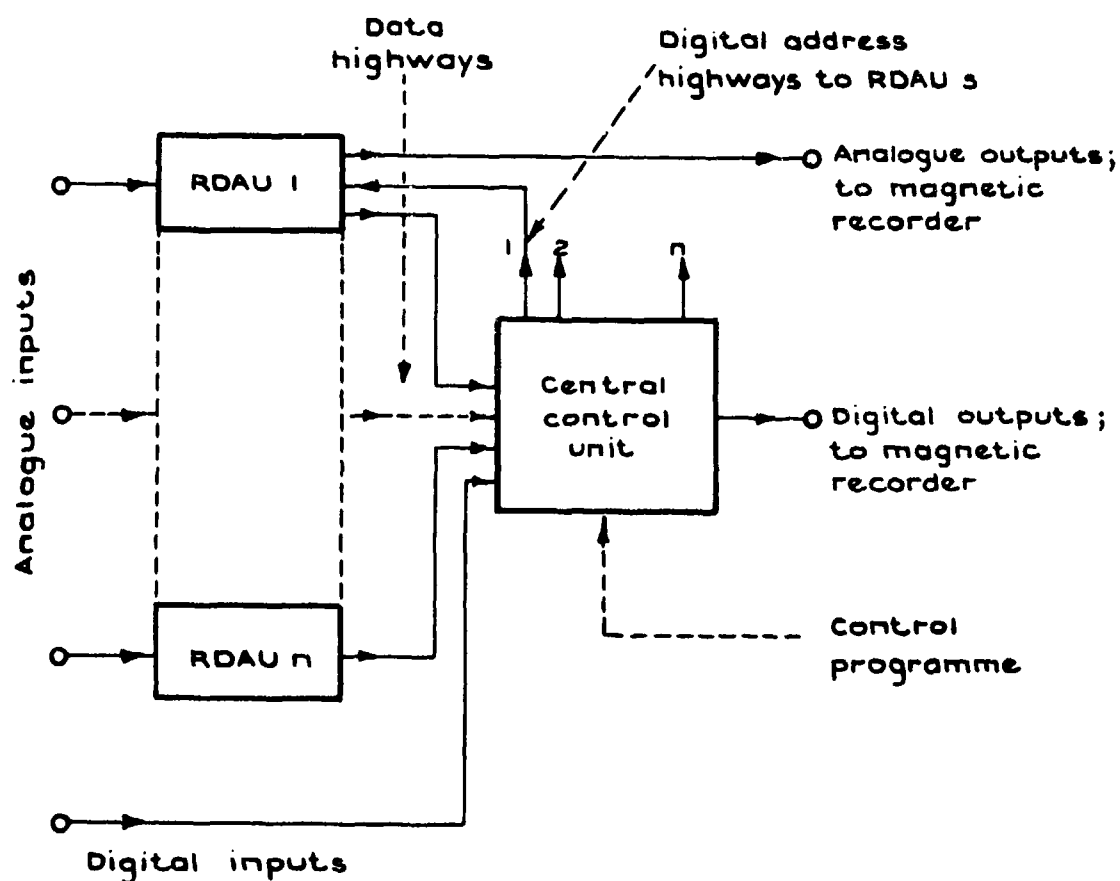 Data
highways
Digital address
highways to RDAU s
RDAU 1
Analogue outputs;
to magnetic
recorder
1
2
n
Analogue inputs
Central
control
unit
Digital outputs;
to magnetic
recorder
RDAU n
Control
programme
Digital inputs